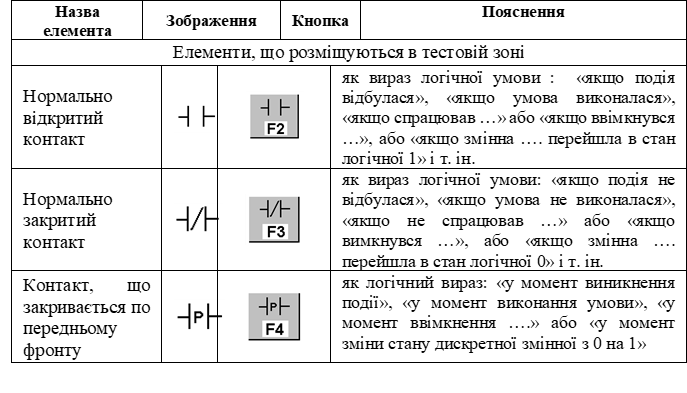 Назва елемента
Зображення
Кнопка
Пояснення
Елементи, що розміщуються в тестовій зоні
Нормально
відкритий
контакт
F2
як вираз логічної умови : «якщо подія
відбулася», «якщо умова виконалася»,
«якщо спрацював …» або «якщо ввімкнувся
…», або «якщо змінна …. перейшла в стан
логічної 1» і т. ін.
Нормально
закритий
контакт
F3
як вираз логічної умови: «якщо подія не
відбулася», «якщо умова не виконалася»,
«якщо не спрацював …» або «якщо
вимкнувся …», або «якщо змінна ….
перейшла в стан логічної 0» і т. ін.
Контакт, що
закривається по
передньому
фронту
P
P
F4
як логічний вираз: «у момент виникнення
події», «у момент виконання умови», «у
момент ввімкнення ….» або «у момент
зміни стану дискретної змінної з 0 на 1»